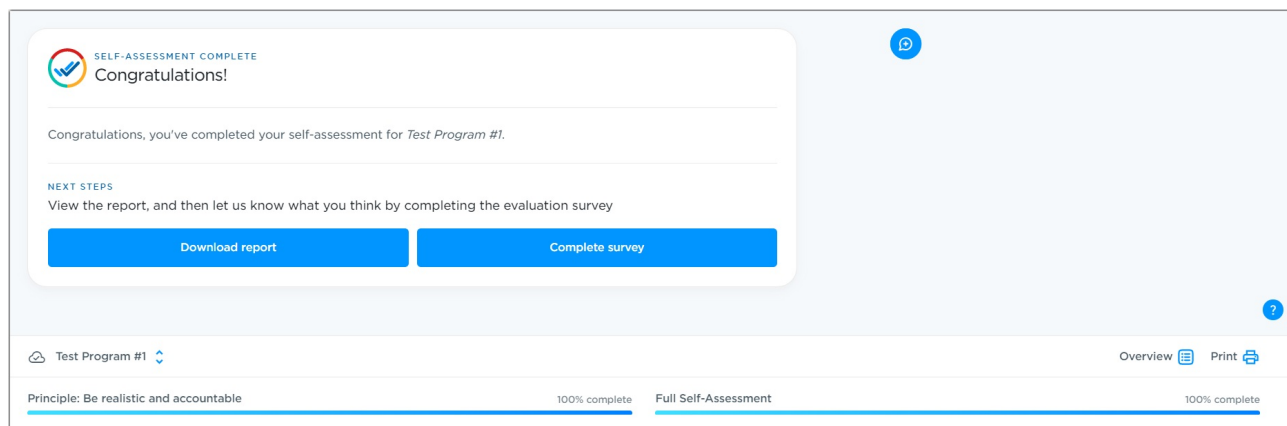 SELF-ASSESSMENT COMPLETE
Congratulations!
Congratulations, you've completed your self-assessment for Test Program #1.
NEXT STEPS
View the report, and then let us know what you think by completing the evaluation survey
Download report
Complete survey
?
Test Program #1
Overview
Print
Principle: Be realistic and accountable
100% complete
Full Self-Assessment
100% complete